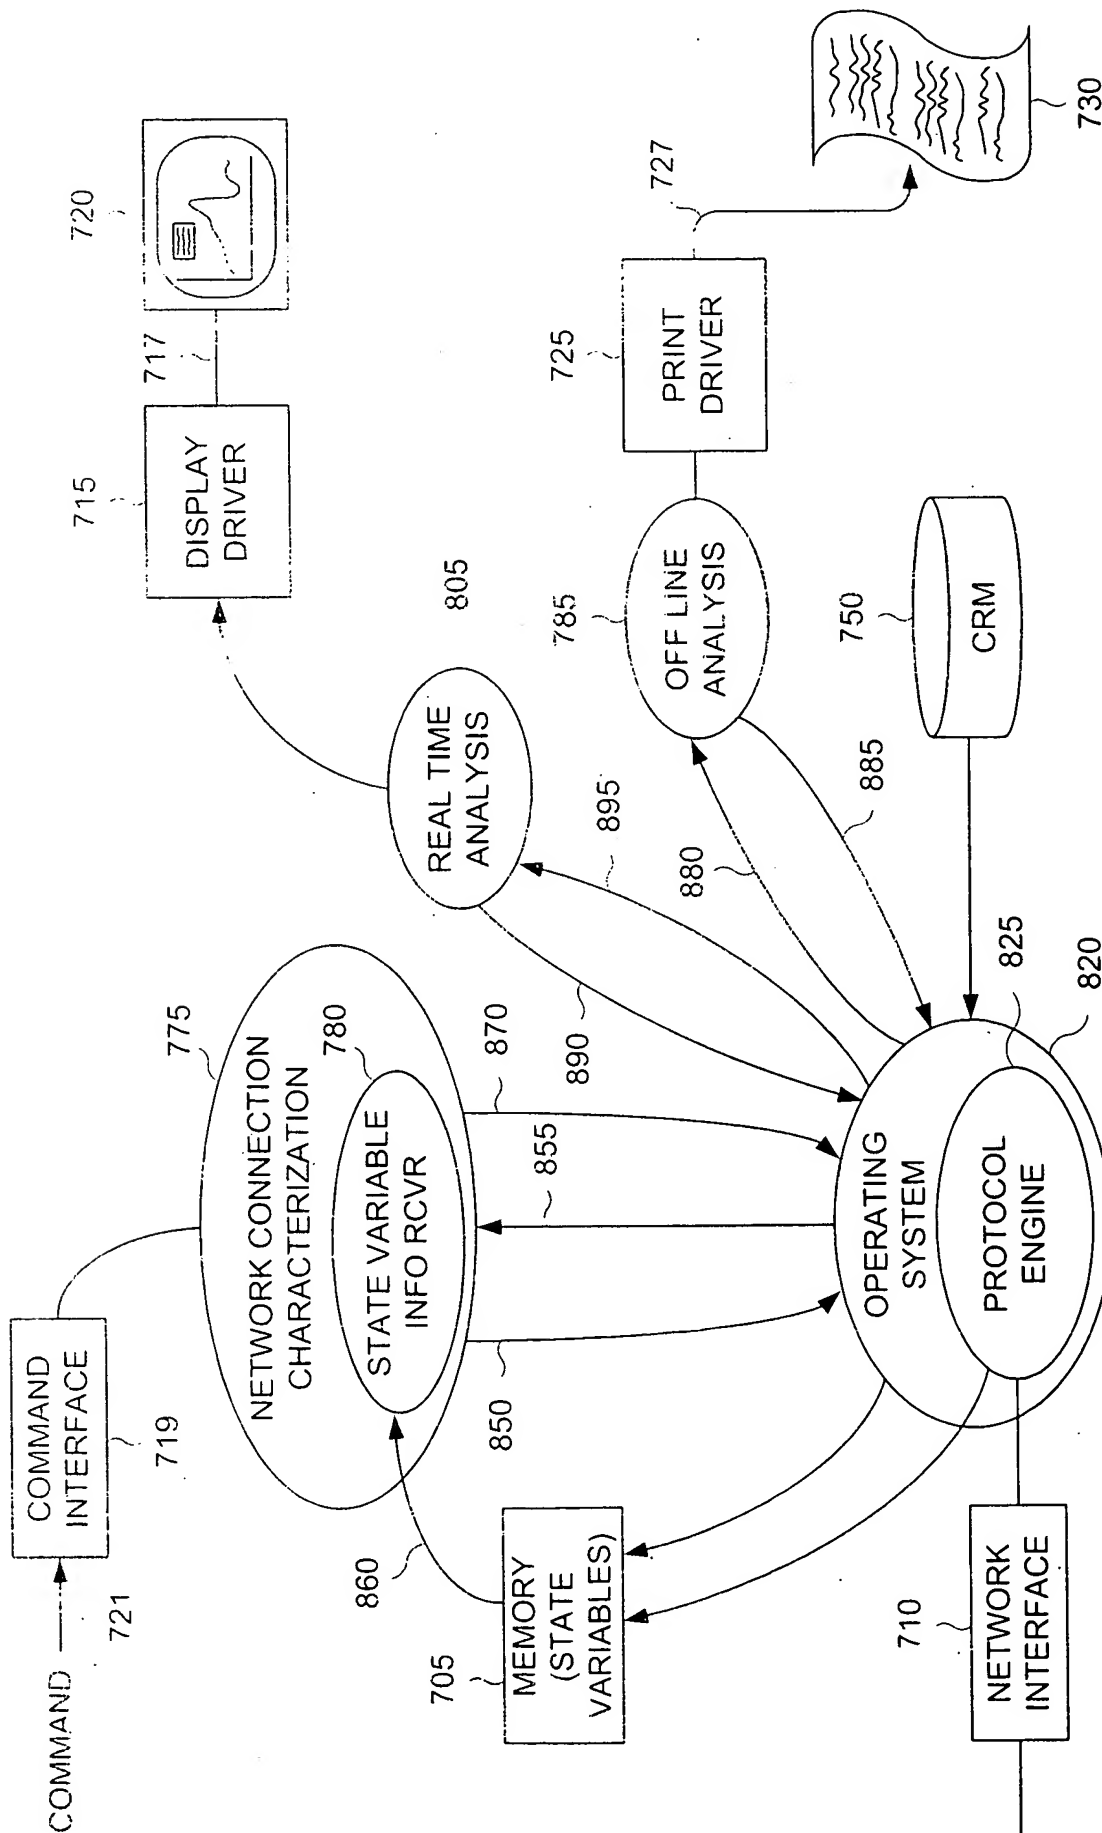 COMMAND
721
COMMAND
INTERFACE
719
NETWORK CONNECTION
CHARACTERIZATION
775
STATE VARIABLE
INFO RCVR
780
860
850
855
870
890
895
MEMORY
(STATE
VARIABLES)
705
REAL TIME
ANALYSIS
805
DISPLAY
DRIVER
715
717
720
880
885
OFF LINE
ANALYSIS
785
PRINT
DRIVER
725
727
730
OPERATING
SYSTEM
820
PROTOCOL
ENGINE
825
CRM
750
NETWORK
INTERFACE
710